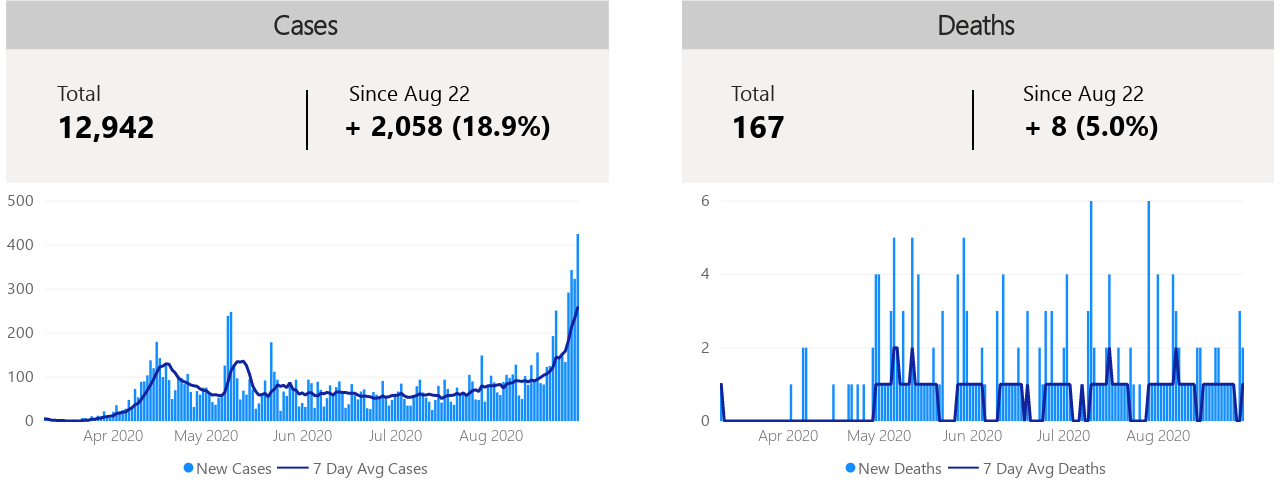 Cases
Total
12,942
Since Aug 22
+ 2,058 (18.9%)
500
400
300
200
100
0
Apr 2020 May 2020 Jun 2020 Jul 2020 Aug 2020
New Cases 7 Day Avg Cases
Deaths
Total
167
Since Aug 22
+ 8 (5.0%)
6
4
2
0
Apr 2020 May 2020 Jun 2020 Jul 2020 Aug 2020
New Deaths 7 Day Avg Deaths